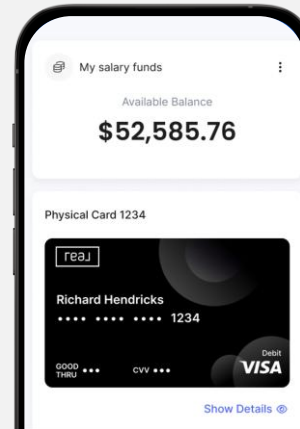 My salary funds
Available Balance
$52,585.76
Physical Card 1234
real
Richard Hendricks
•••• •••• •••• 1234
GOOD THRU ••• CVV •••
Debit
VISA
Show Details